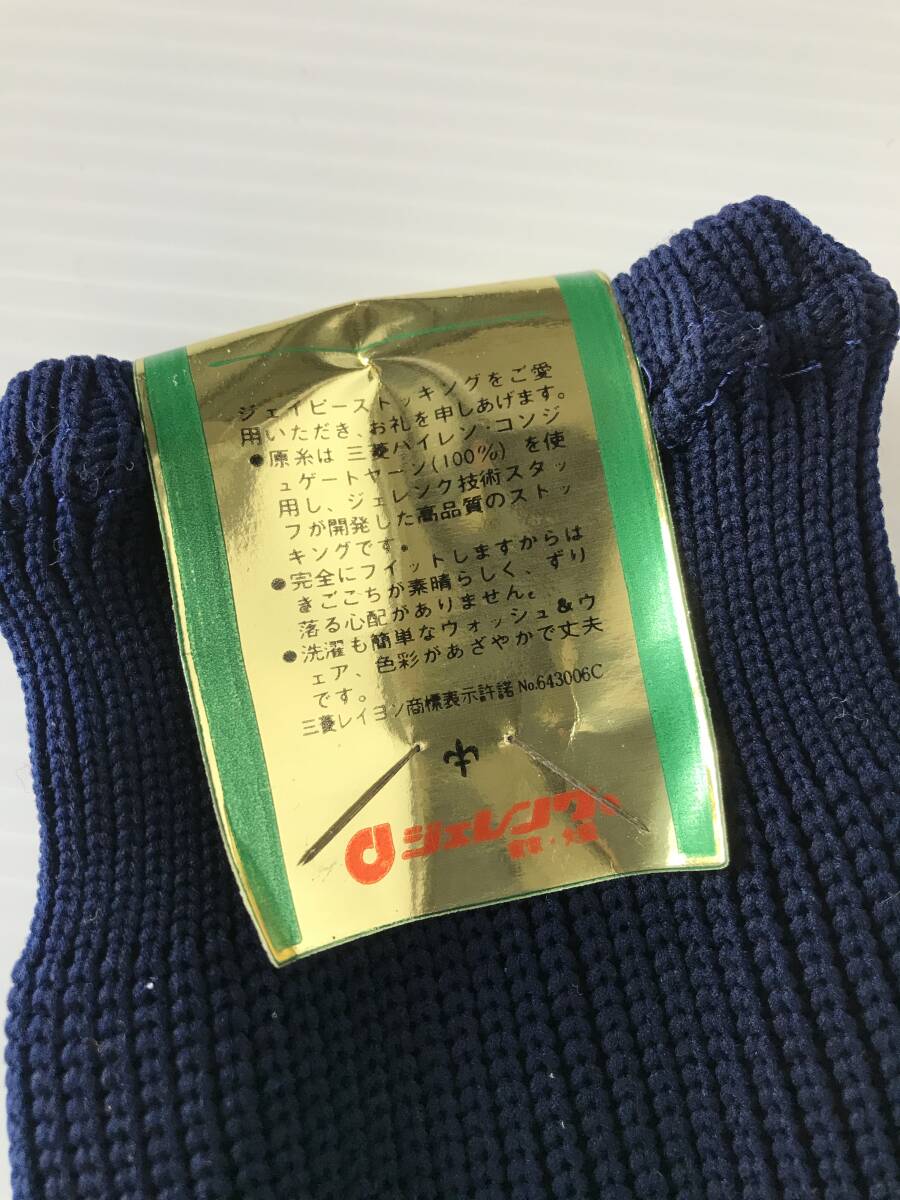 ジェイピーストッキングをご愛
用いただき、お礼を申しあげます。
●原糸は三菱ハイレン・コンジ
ュゲートヤーン(100%)を使
用し、ジェレンク技術スタッ
フが開発した高品質のストッ
キングです。
●完全にフイットしますからは
きごこちが素晴らしく、ずり
落る心配がありません。
●洗濯も簡単なウォッシュ&ウ
ェア、色彩があざやかで丈夫
です。
三菱レイヨン商標表示許諾 No.643006C